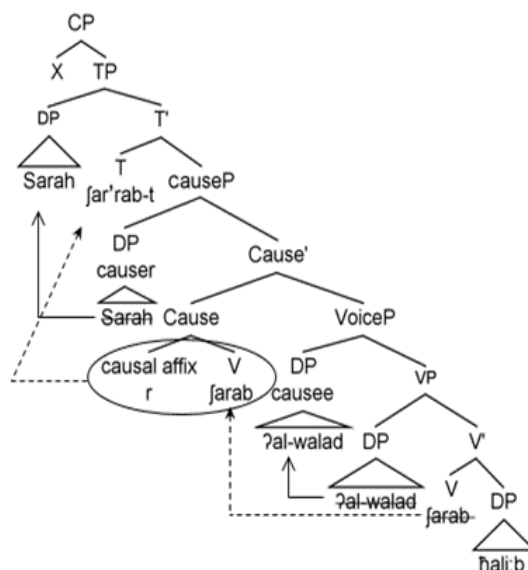 CP
X TP
DP T'
Sarah T causeP
ʃar'rab-t
DP Cause'
causer
Sarah Cause VoiceP
causal affix V DP VP
r ʃarab causee
ʔal-walad DP V'
ʔal-walad V DP
ʃarab
ħali:b